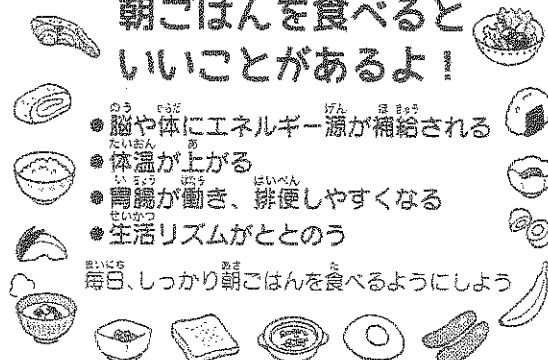 朝ごはんを食べると
いいことがあるよ！
●脳や体にエネルギー源が補給される
●体温が上がる
●胃腸が働き、排便しやすくなる
●生活リズムがととのう
毎日、しっかり朝ごはんを食べるようにしよう